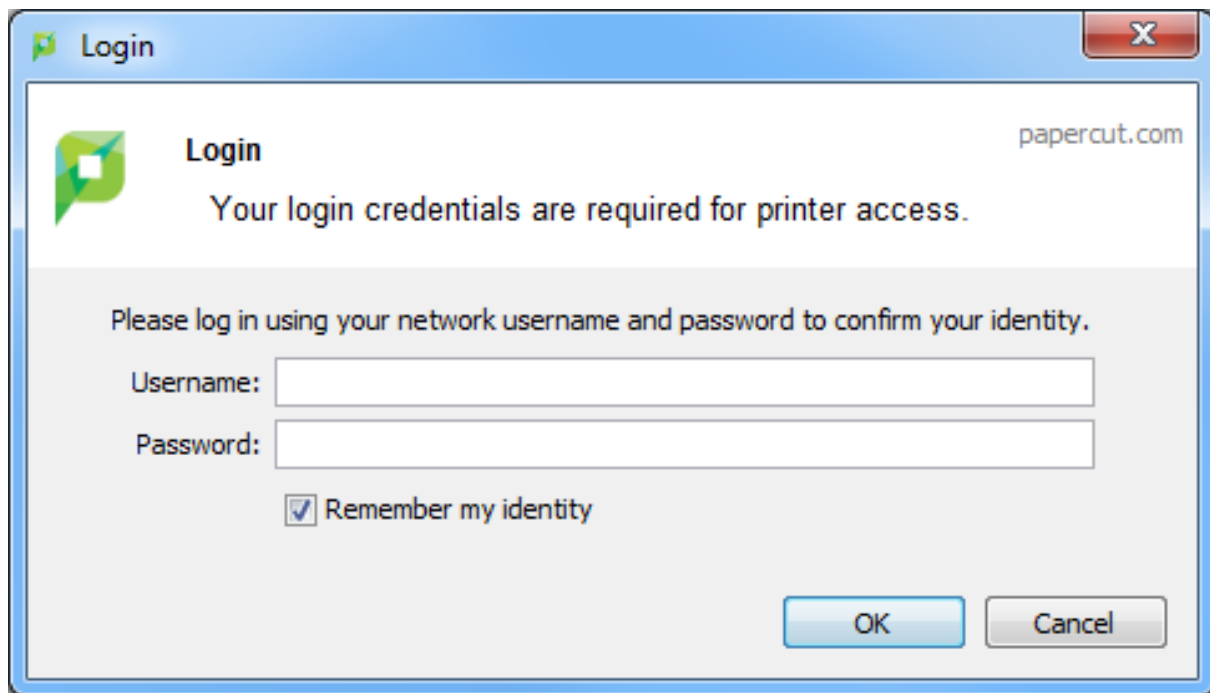 Login
papercut.com
Login
Your login credentials are required for printer access.
Please log in using your network username and password to confirm your identity.
Username:
Password:
Remember my identity
OK Cancel